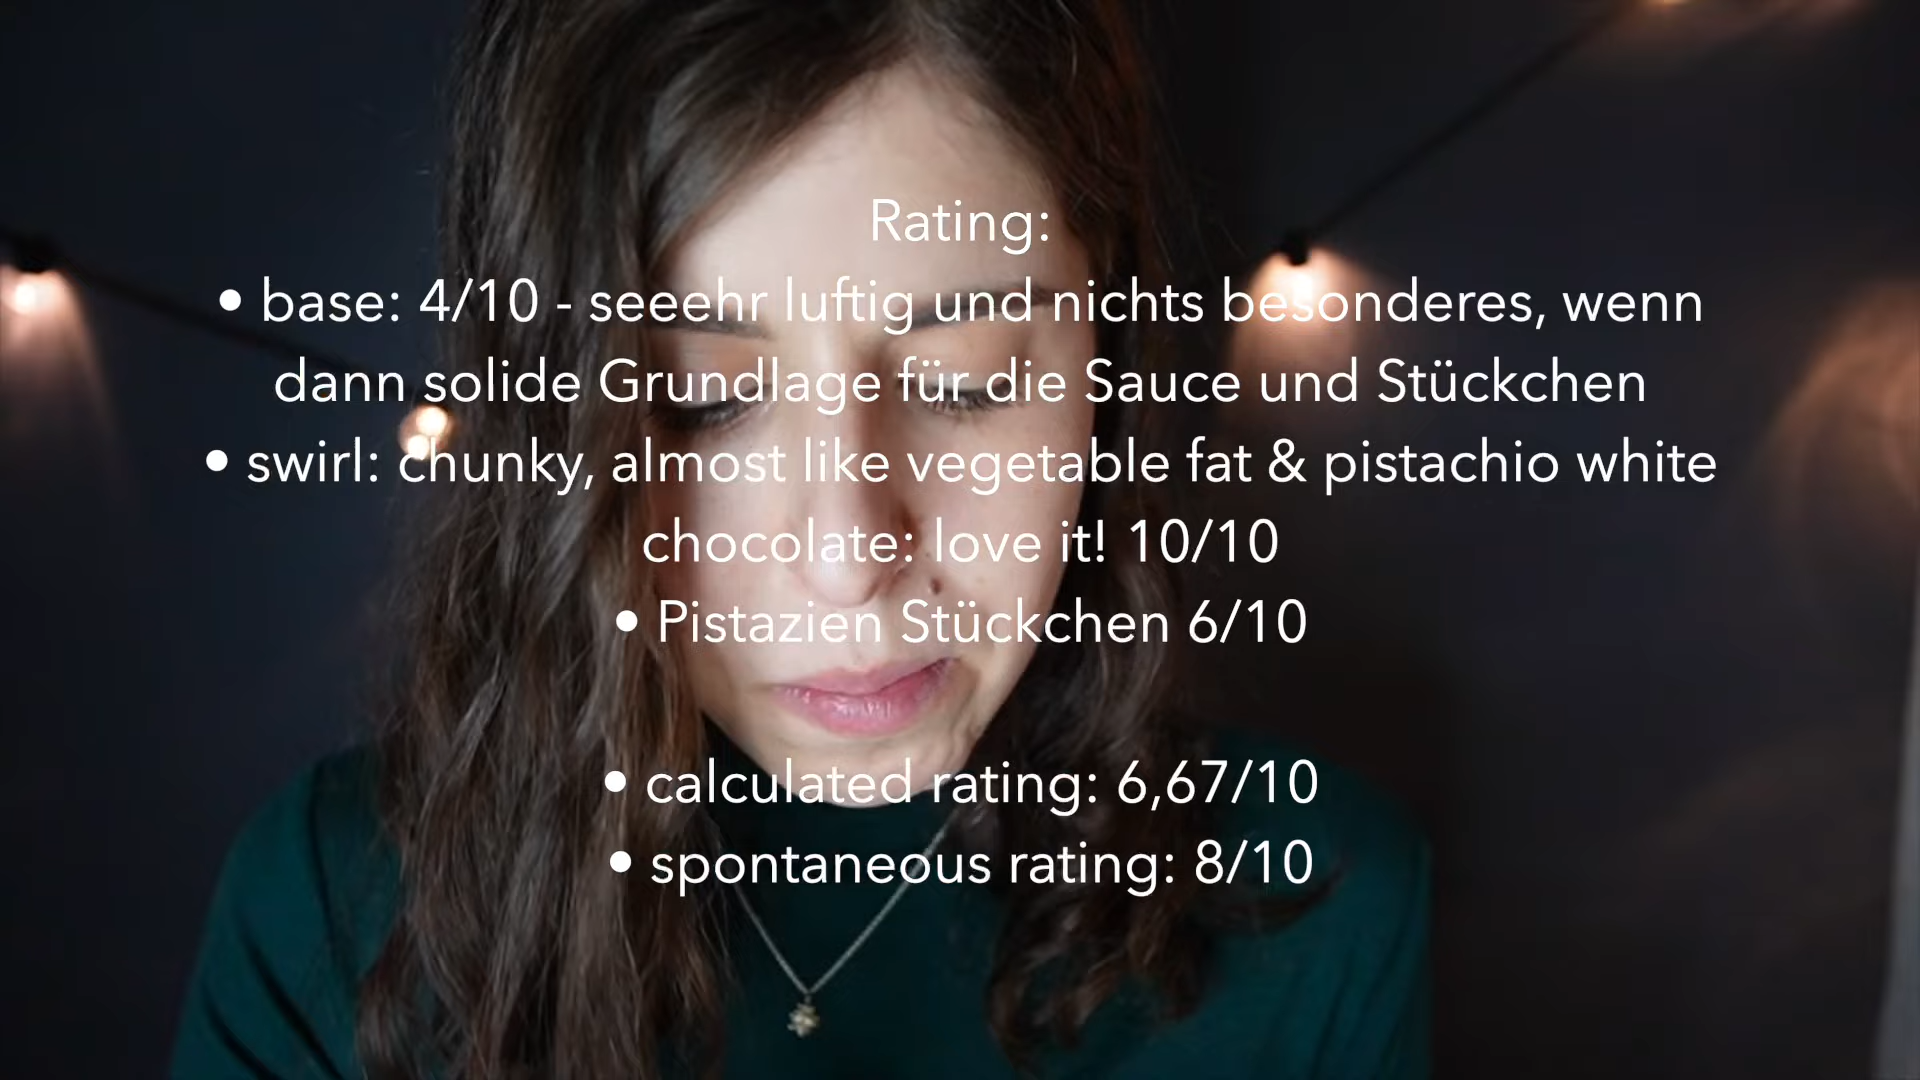 Rating:
• base: 4/10 - seeehr luftig und nichts besonderes, wenn
dann solide Grundlage für die Sauce und Stückchen
• swirl: chunky, almost like vegetable fat & pistachio white
chocolate: love it! 10/10
• Pistazien Stückchen 6/10
• calculated rating: 6,67/10
• spontaneous rating: 8/10